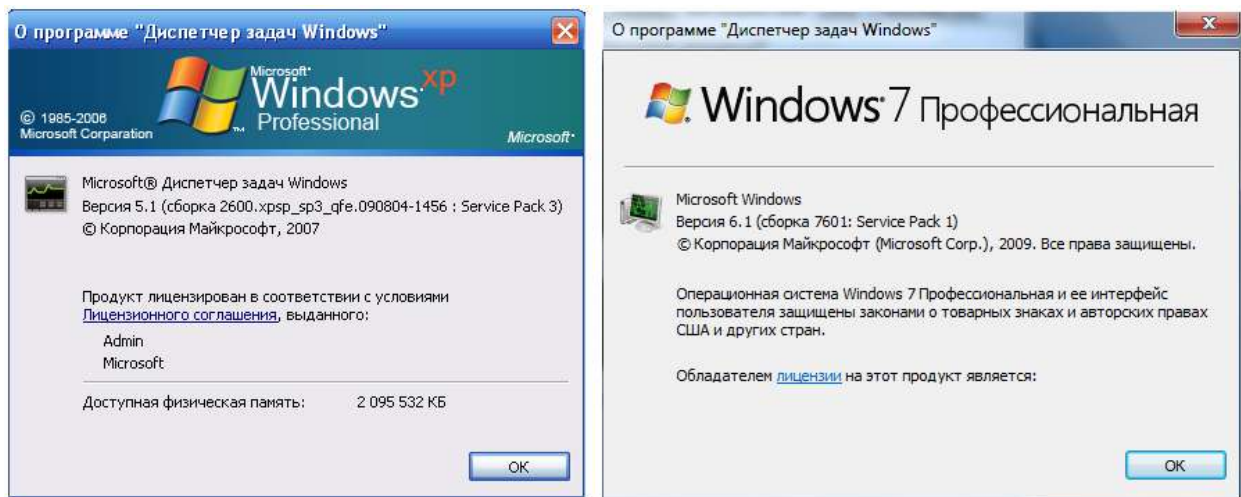 О программе "Диспетчер задач Windows"
© 1985-2006
Microsoft Corparation
Microsoft®
Windows xp
Professional
Microsoft®
Microsoft® Диспетчер задач Windows
Версия 5.1 (сборка 2600.xpsp_sp3_qfe.090804-1456 : Service Pack 3)
© Корпорация Майкрософт, 2007
Продукт лицензирован в соответствии с условиями
Лицензионного соглашения, выданного:
Admin
Microsoft
Доступная физическая память: 2 095 532 КБ
OK
О программе "Диспетчер задач Windows"
Windows 7 Профессиональная
Microsoft Windows
Версия 6.1 (сборка 7601: Service Pack 1)
© Корпорация Майкрософт (Microsoft Corp.), 2009. Все права защищены.
Операционная система Windows 7 Профессиональная и ее интерфейс
пользователя защищены законами о товарных знаках и авторских правах
США и других стран.
Обладателем лицензии на этот продукт является:
OK